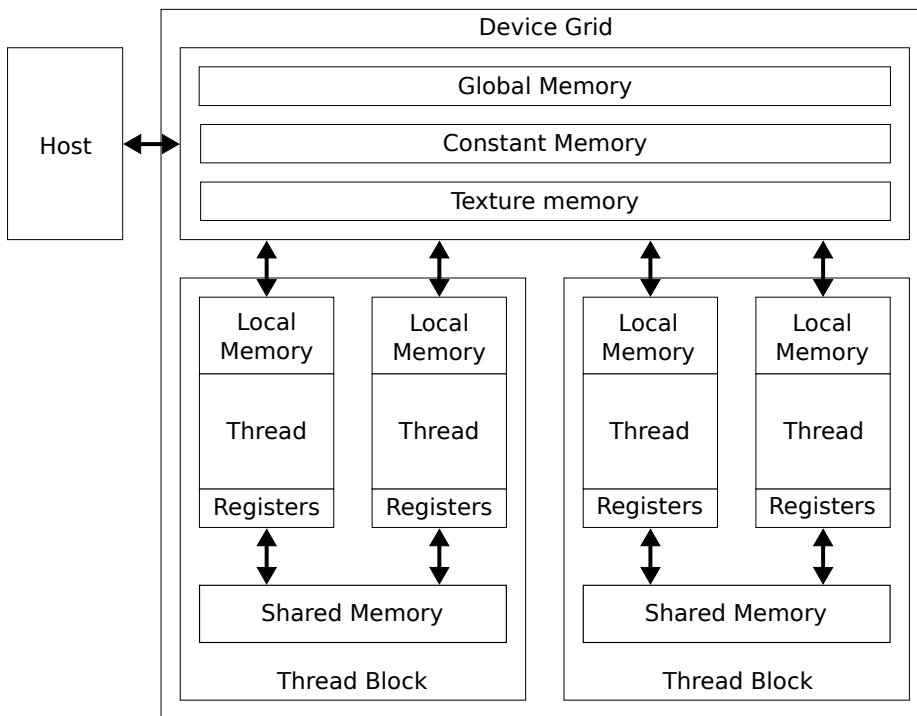 Device Grid
Host
Global Memory
Constant Memory
Texture memory
Local
Memory
Thread
Registers
Local
Memory
Thread
Registers
Shared Memory
Thread Block
Local
Memory
Thread
Registers
Local
Memory
Thread
Registers
Shared Memory
Thread Block